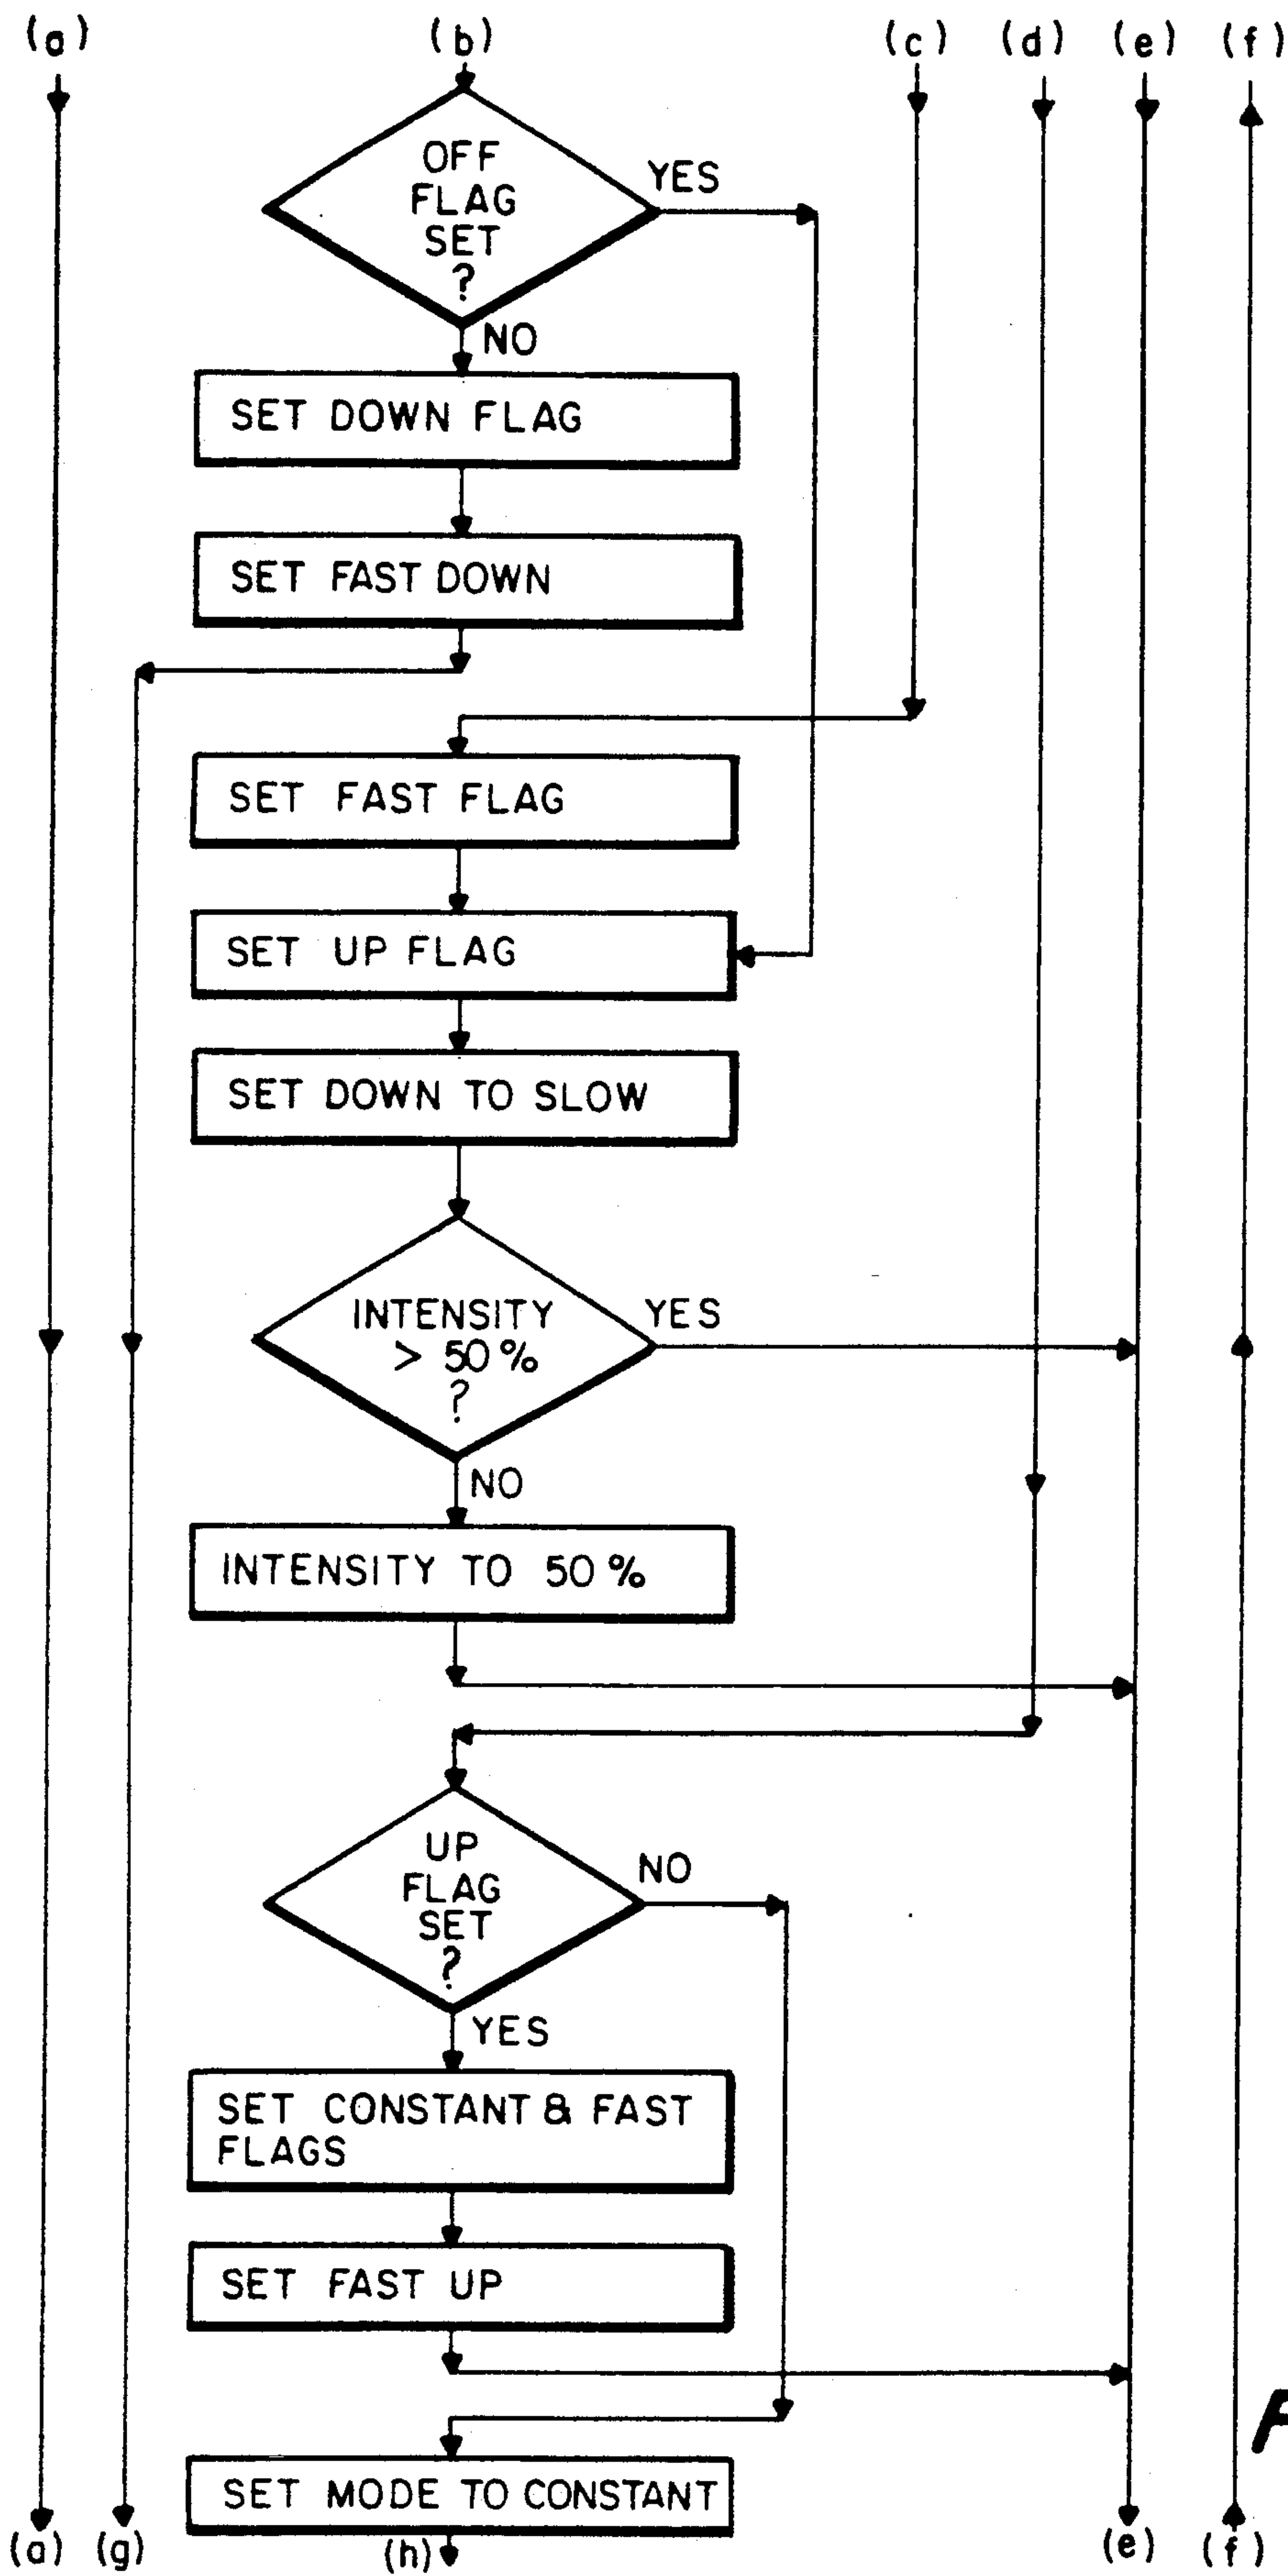 (a) (b) (c) (d) (e) (f)
OFF
FLAG
SET
?
YES
NO
SET DOWN FLAG
SET FAST DOWN
SET FAST FLAG
SET UP FLAG
SET DOWN TO SLOW
INTENSITY
> 50 %
?
YES
NO
INTENSITY TO 50 %
UP
FLAG
SET
?
NO
YES
SET CONSTANT & FAST
FLAGS
SET FAST UP
SET MODE TO CONSTANT
(a) (g) (h) (e) (f)